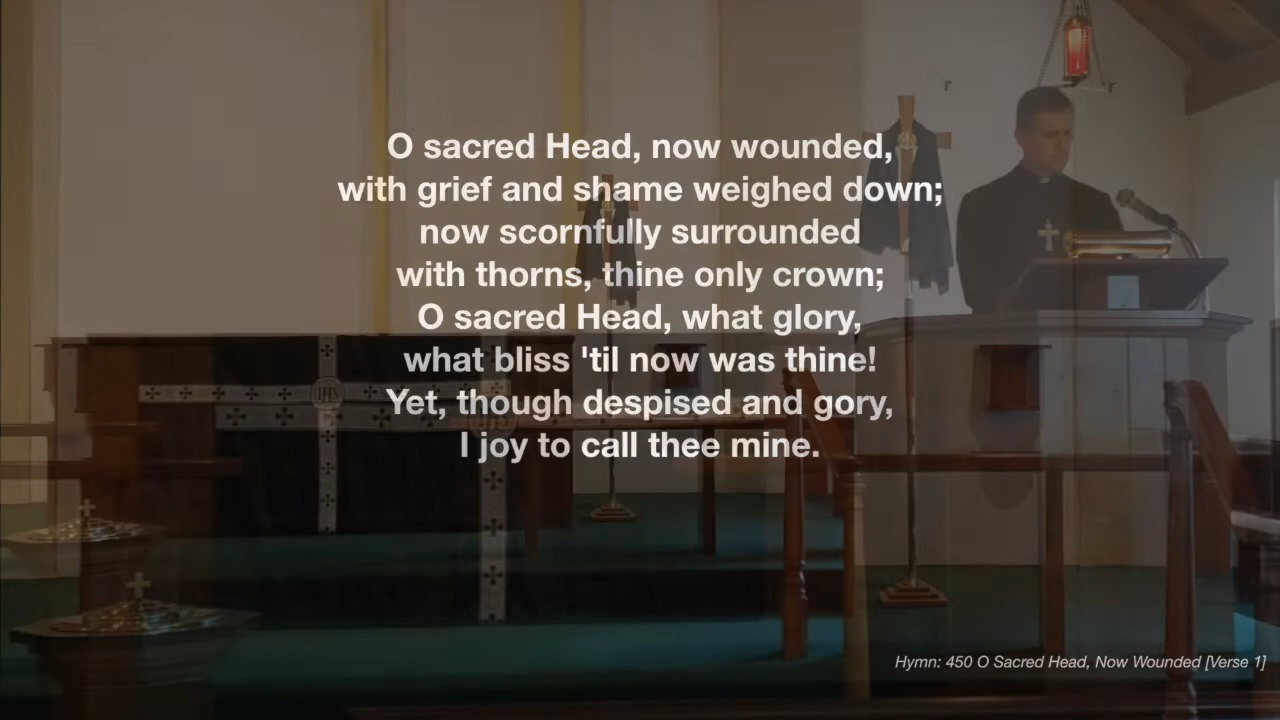 O sacred Head, now wounded,
with grief and shame weighed down;
now scornfully surrounded
with thorns, thine only crown;
O sacred Head, what glory,
what bliss 'til now was thine!
Yet, though despised and gory,
I joy to call thee mine.
IHS
Hymn: 450 O Sacred Head, Now Wounded [Verse 1]